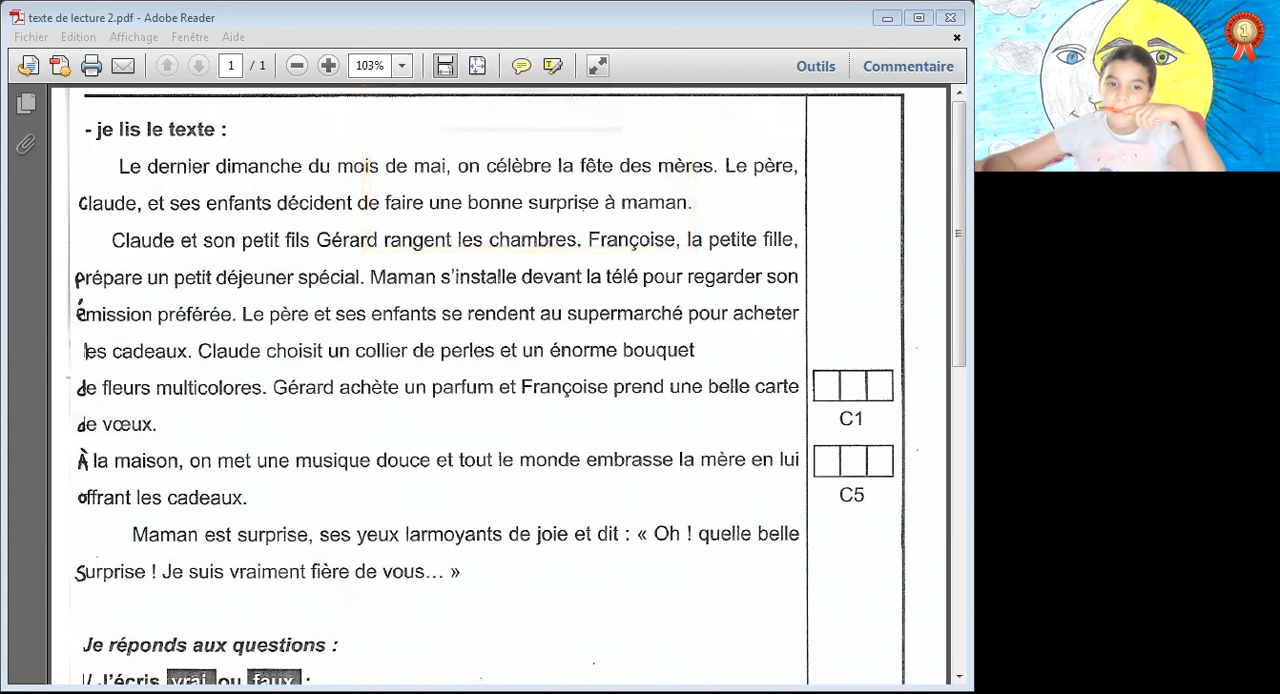 texte de lecture 2.pdf - Adobe Reader
Fichier Edition Affichage Fenêtre Aide
1 / 1 103% Outils Commentaire
- je lis le texte :
Le dernier dimanche du mois de mai, on célèbre la fête des mères. Le père,
Claude, et ses enfants décident de faire une bonne surprise à maman.
Claude et son petit fils Gérard rangent les chambres. Françoise, la petite fille,
prépare un petit déjeuner spécial. Maman s'installe devant la télé pour regarder son
émission préférée. Le père et ses enfants se rendent au supermarché pour acheter
les cadeaux. Claude choisit un collier de perles et un énorme bouquet
de fleurs multicolores. Gérard achète un parfum et Françoise prend une belle carte
de vœux.
C1
À la maison, on met une musique douce et tout le monde embrasse la mère en lui
offrant les cadeaux.
C5
Maman est surprise, ses yeux larmoyants de joie et dit : « Oh ! quelle belle
Surprise ! Je suis vraiment fière de vous... »
Je réponds aux questions :
I/ J'écris vrai ou faux :
1